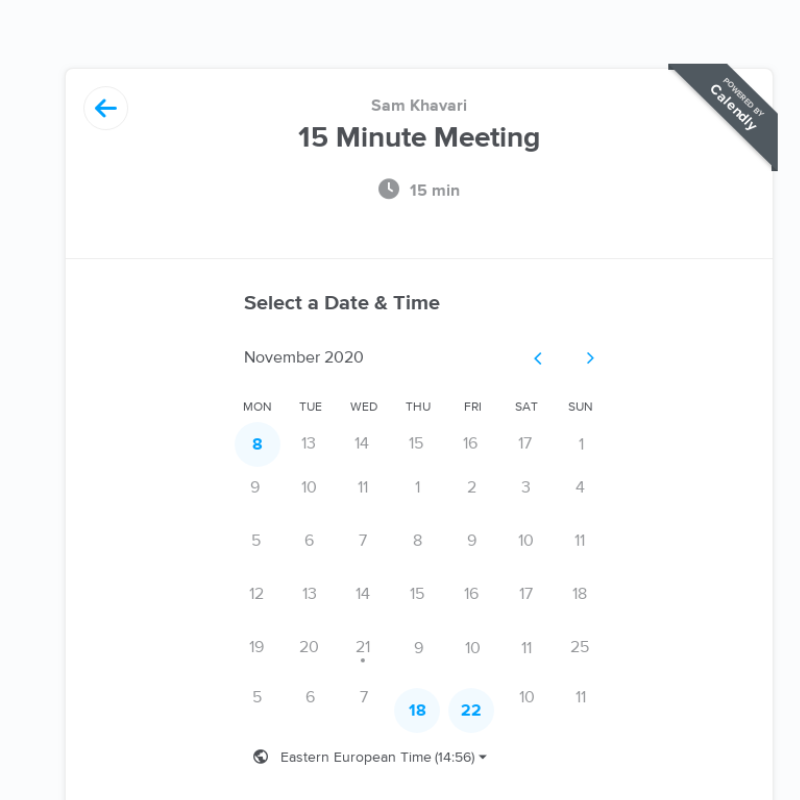 POWERED BY
Calendly
Sam Khavari
15 Minute Meeting
15 min
Select a Date & Time
November 2020
MON TUE WED THU FRI SAT SUN
8 13 14 15 16 17 1
9 10 11 1 2 3 4
5 6 7 8 9 10 11
12 13 14 15 16 17 18
19 20 21 9 10 11 25
5 6 7 18 22 10 11
Eastern European Time (14:56)